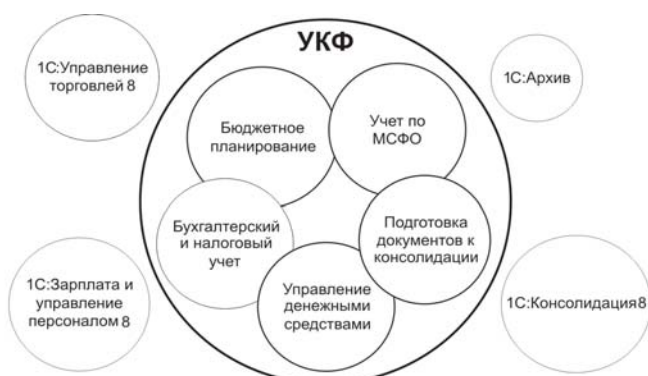 УКФ
1С:Управление
торговлей 8
1С:Архив
Бюджетное
планирование
Учет по
МСФО
Бухгалтерский
и налоговый
учет
Подготовка
документов к
консолидации
Управление
денежными
средствами
1С:Зарплата и
управление
персоналом 8
1С:Консолидация8